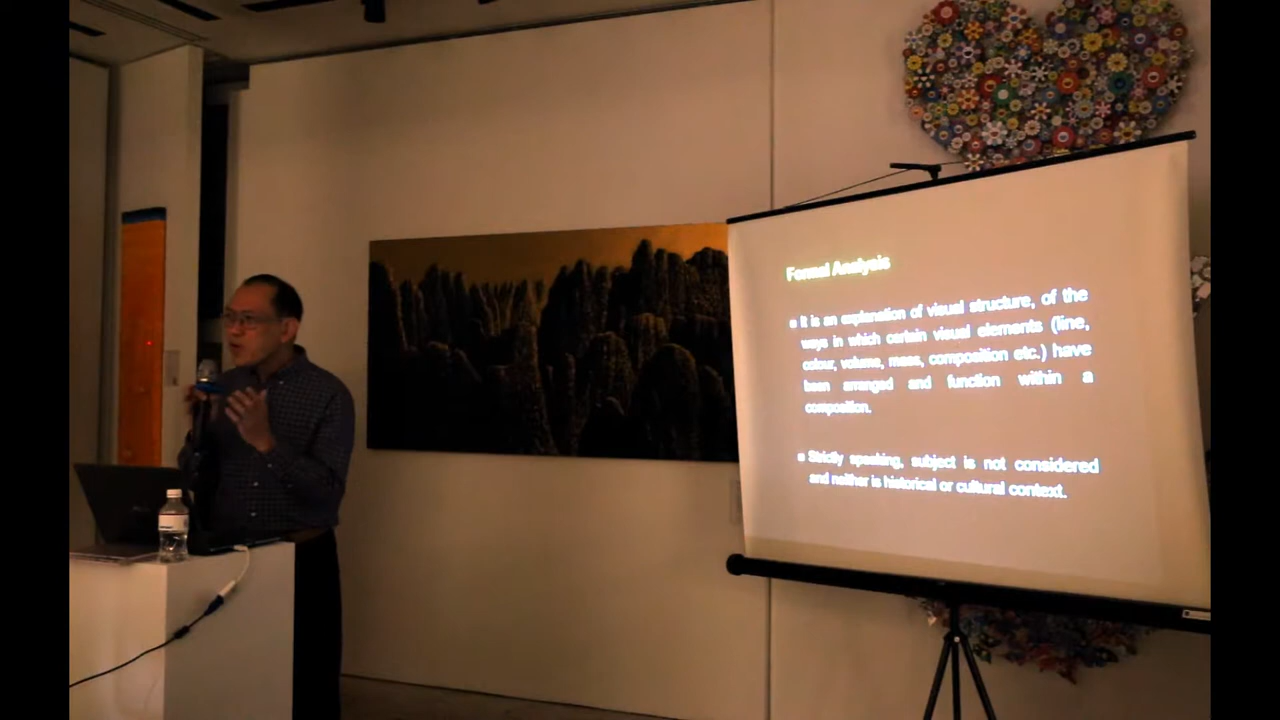 Formal Analysis
It is an explanation of visual structure, of the
ways in which certain visual elements (line,
colour, volume, mass, composition etc.) have
been arranged and function within a
composition.
Strictly speaking, subject is not considered
and neither is historical or cultural context.